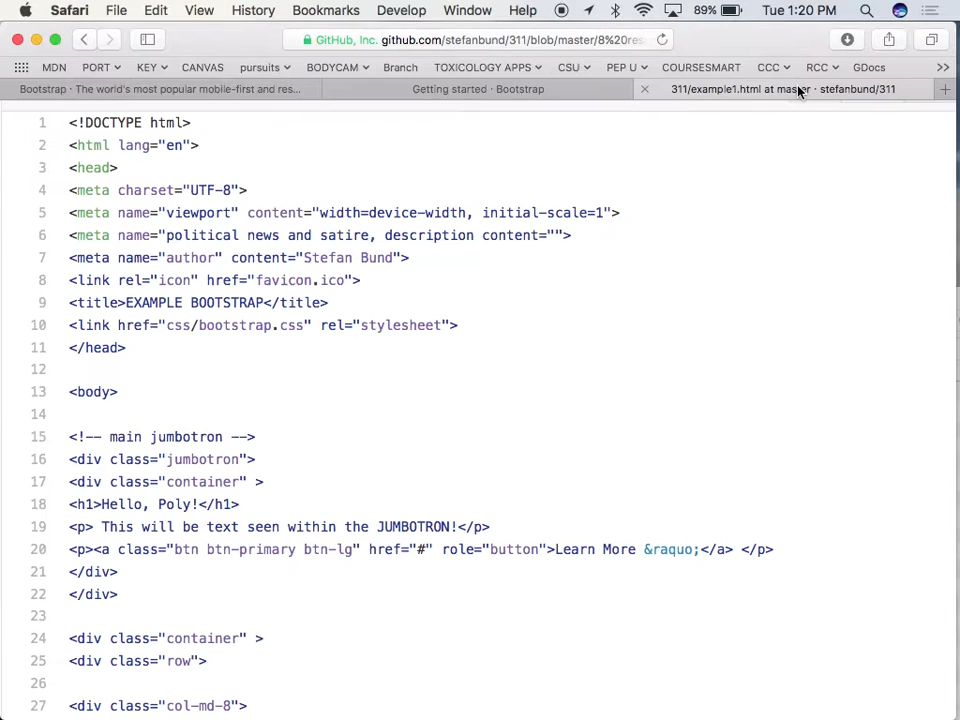 Safari File Edit View History Bookmarks Develop Window Help 89% Tue 1:20 PM
GitHub, Inc. github.com/stefanbund/311/blob/master/8%20res
MDN PORT KEY CANVAS pursuits BODYCAM Branch TOXICOLOGY APPS CSU PEP U COURSESMART CCC RCC GDocs >>
Bootstrap · The world's most popular mobile-first and res... Getting started · Bootstrap 311/example1.html at master · stefanbund/311
1 <!DOCTYPE html>
2 <html lang="en">
3 <head>
4 <meta charset="UTF-8">
5 <meta name="viewport" content="width=device-width, initial-scale=1">
6 <meta name="political news and satire, description content="">
7 <meta name="author" content="Stefan Bund">
8 <link rel="icon" href="favicon.ico">
9 <title>EXAMPLE BOOTSTRAP</title>
10 <link href="css/bootstrap.css" rel="stylesheet">
11 </head>
12
13 <body>
14
15 <!-- main jumbotron -->
16 <div class="jumbotron">
17 <div class="container" >
18 <h1>Hello, Poly!</h1>
19 <p> This will be text seen within the JUMBOTRON!</p>
20 <p><a class="btn btn-primary btn-lg" href="#" role="button">Learn More &raquo;</a> </p>
21 </div>
22 </div>
23
24 <div class="container" >
25 <div class="row">
26
27 <div class="col-md-8">